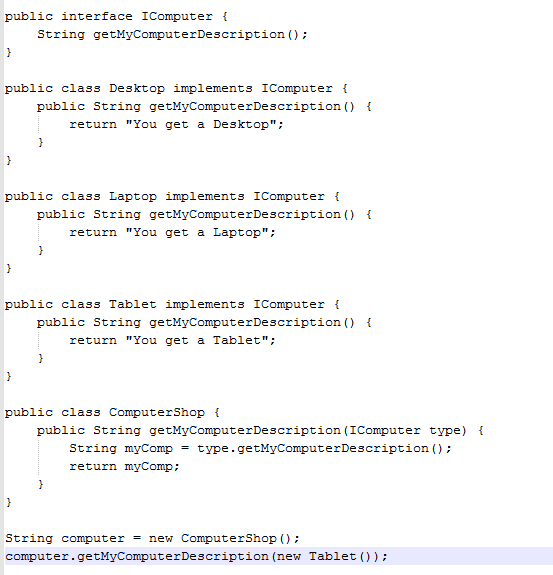 public interface IComputer {
    String getMyComputerDescription();
}

public class Desktop implements IComputer {
    public String getMyComputerDescription() {
        return "You get a Desktop";
    }
}

public class Laptop implements IComputer {
    public String getMyComputerDescription() {
        return "You get a Laptop";
    }
}

public class Tablet implements IComputer {
    public String getMyComputerDescription() {
        return "You get a Tablet";
    }
}

public class ComputerShop {
    public String getMyComputerDescription(IComputer type) {
        String myComp = type.getMyComputerDescription();
        return myComp;
    }
}

String computer = new ComputerShop();
computer.getMyComputerDescription(new Tablet());